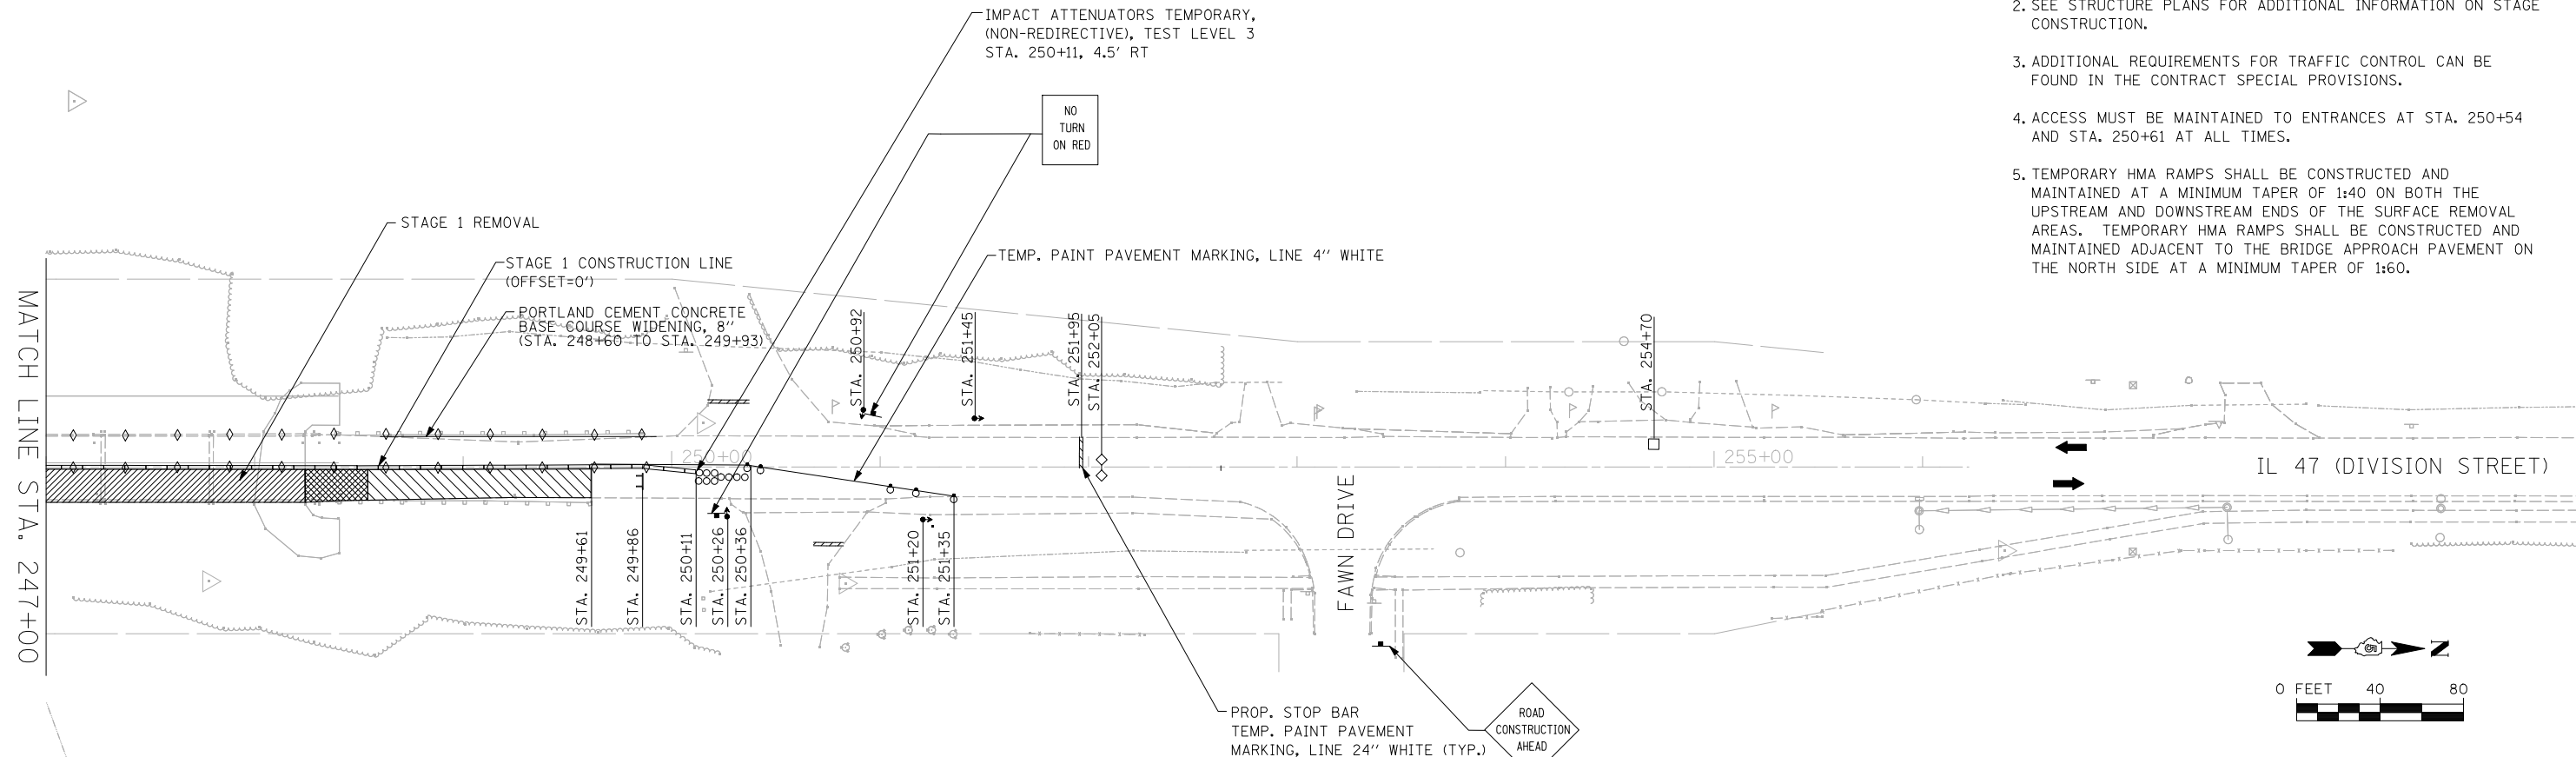 IMPACT ATTENUATORS TEMPORARY,
(NON-REDIRECTIVE), TEST LEVEL 3
STA. 250+11, 4.5' RT
NO
TURN
ON RED
2. SEE STRUCTURE PLANS FOR ADDITIONAL INFORMATION ON STAGE
CONSTRUCTION.
3. ADDITIONAL REQUIREMENTS FOR TRAFFIC CONTROL CAN BE
FOUND IN THE CONTRACT SPECIAL PROVISIONS.
4. ACCESS MUST BE MAINTAINED TO ENTRANCES AT STA. 250+54
AND STA. 250+61 AT ALL TIMES.
5. TEMPORARY HMA RAMPS SHALL BE CONSTRUCTED AND
MAINTAINED AT A MINIMUM TAPER OF 1:40 ON BOTH THE
UPSTREAM AND DOWNSTREAM ENDS OF THE SURFACE REMOVAL
AREAS. TEMPORARY HMA RAMPS SHALL BE CONSTRUCTED AND
MAINTAINED ADJACENT TO THE BRIDGE APPROACH PAVEMENT ON
THE NORTH SIDE AT A MINIMUM TAPER OF 1:60.
STAGE 1 REMOVAL
STAGE 1 CONSTRUCTION LINE
(OFFSET=0')
PORTLAND CEMENT CONCRETE
BASE COURSE WIDENING, 8''
(STA. 248+60 TO STA. 249+93)
TEMP. PAINT PAVEMENT MARKING, LINE 4'' WHITE
MATCH LINE STA. 247+00
STA. 250+92
STA. 251+45
STA. 251+95
STA. 252+05
STA. 254+70
250+00
255+00
IL 47 (DIVISION STREET)
FAWN DRIVE
STA. 249+61
STA. 249+86
STA. 250+11
STA. 250+26
STA. 250+36
STA. 251+20
STA. 251+35
PROP. STOP BAR
TEMP. PAINT PAVEMENT
MARKING, LINE 24'' WHITE (TYP.)
ROAD
CONSTRUCTION
AHEAD
N
0 FEET 40 80